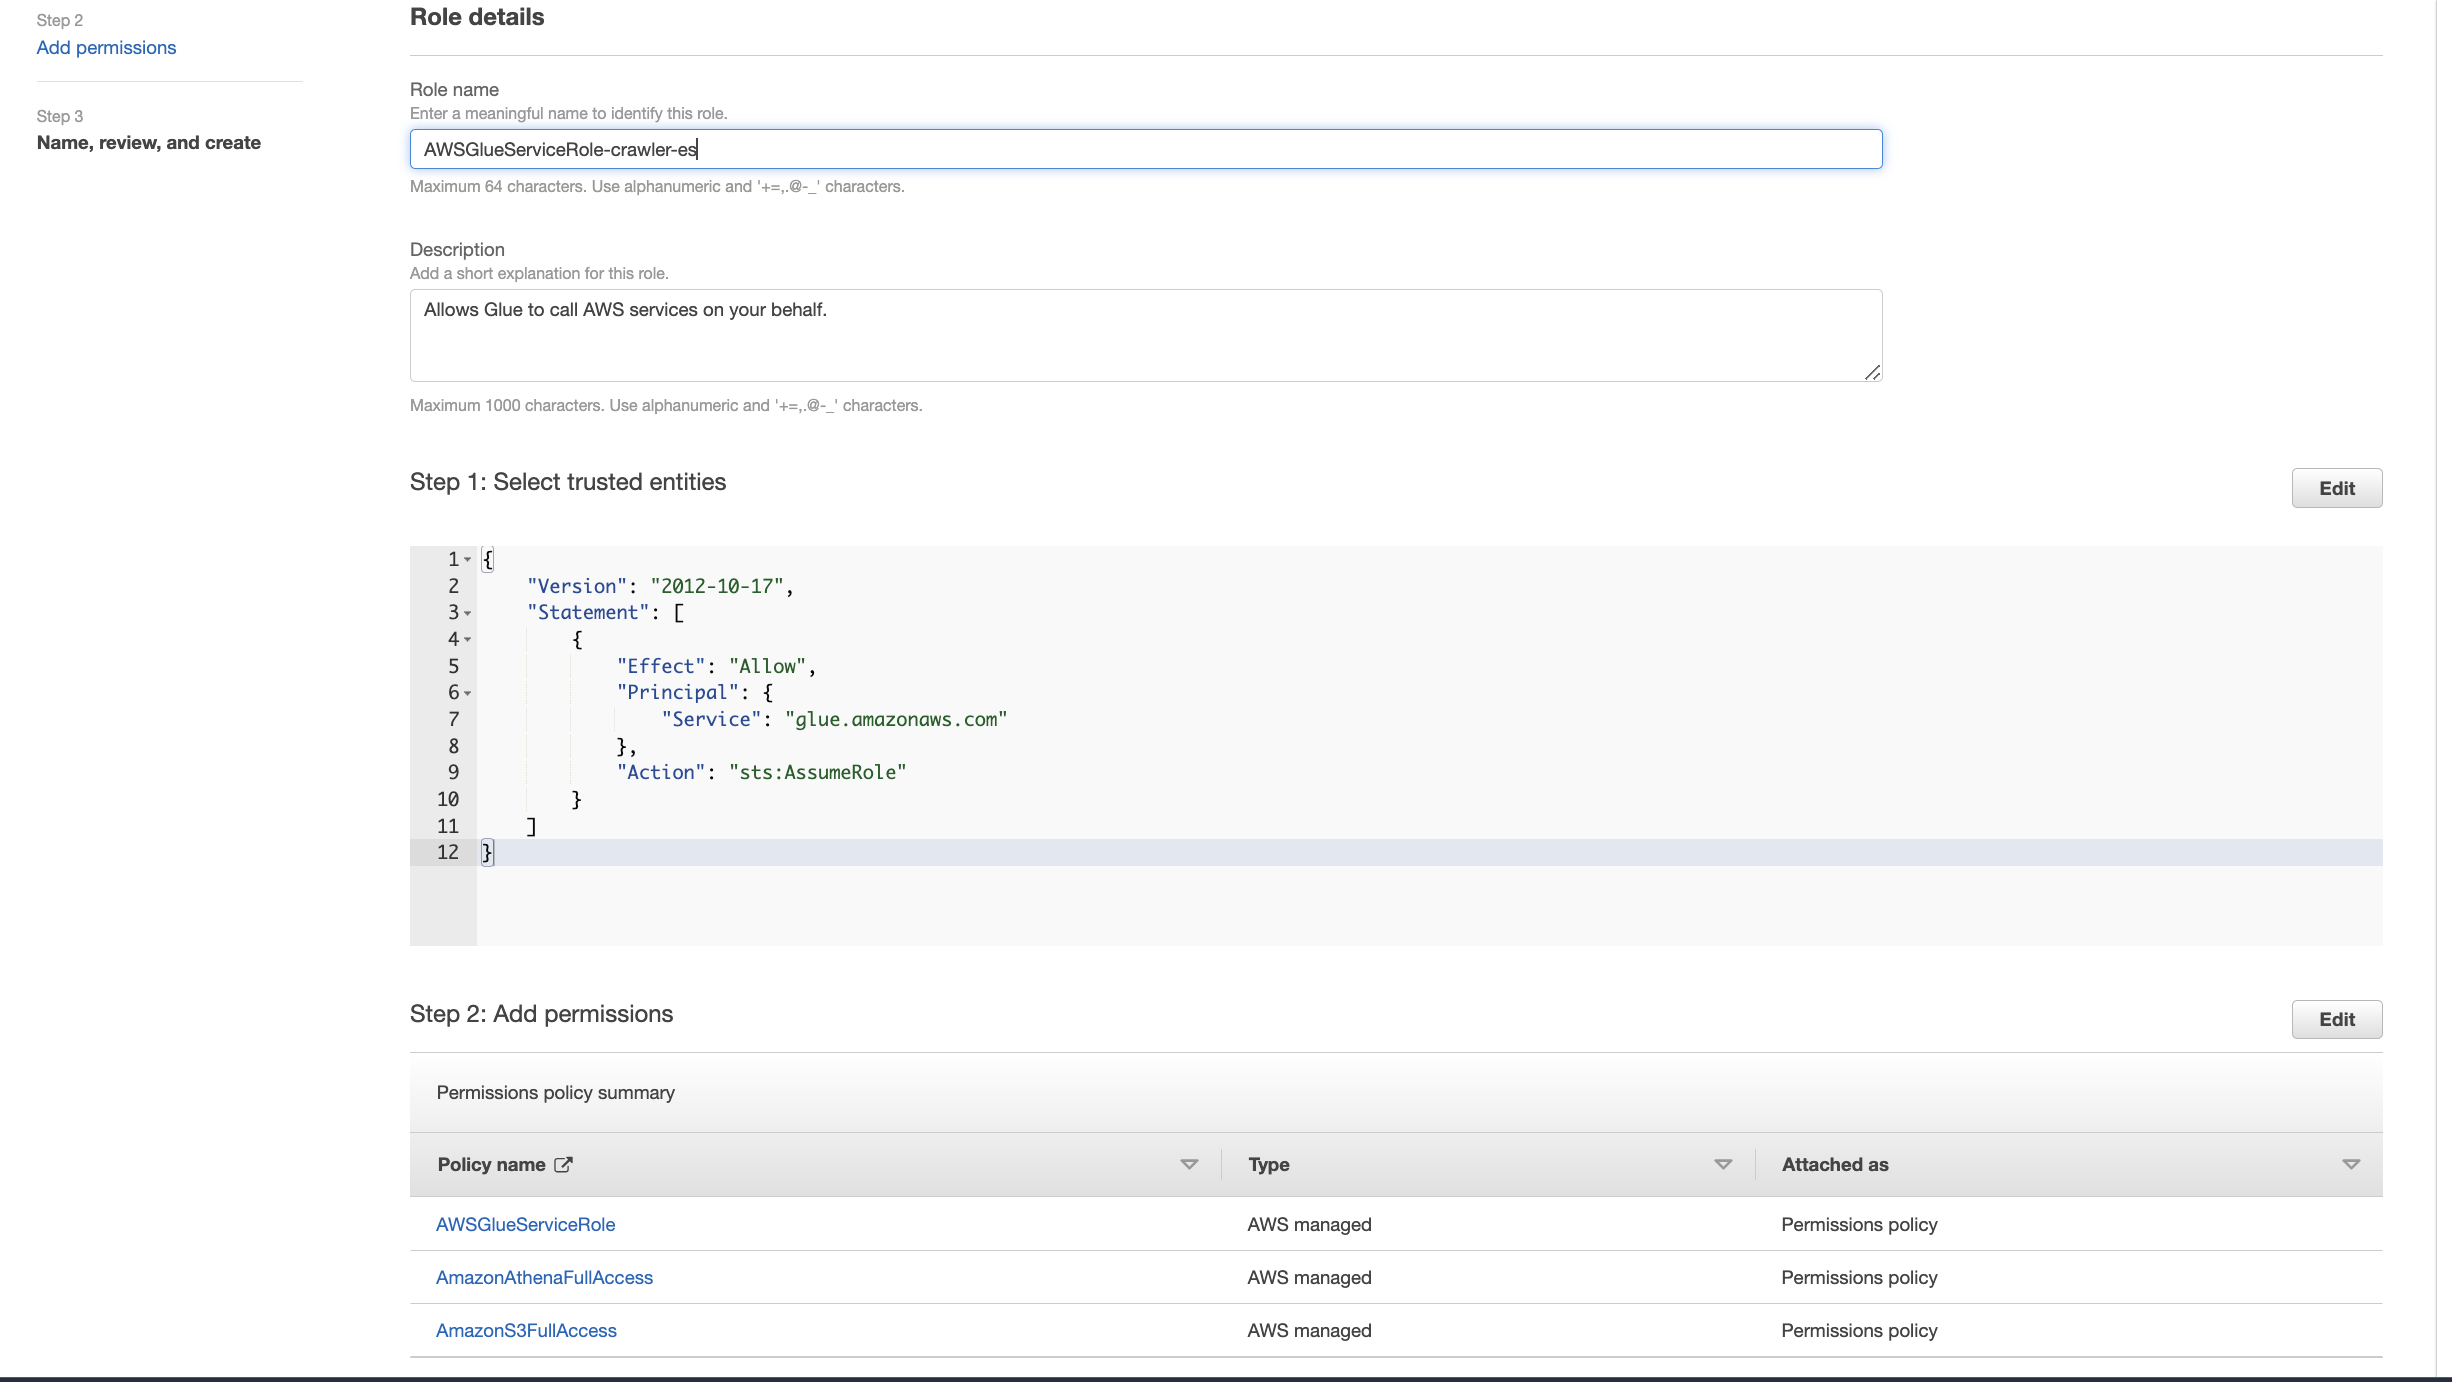 Step 2
Add permissions
Step 3
Name, review, and create
Role details
Role name
Enter a meaningful name to identify this role.
AWSGlueServiceRole-crawler-es
Maximum 64 characters. Use alphanumeric and '+=,.@-_' characters.
Description
Add a short explanation for this role.
Allows Glue to call AWS services on your behalf.
Maximum 1000 characters. Use alphanumeric and '+=,.@-_' characters.
Step 1: Select trusted entities
Edit
1 {
2     "Version": "2012-10-17",
3     "Statement": [
4         {
5             "Effect": "Allow",
6             "Principal": {
7                 "Service": "glue.amazonaws.com"
8             },
9             "Action": "sts:AssumeRole"
10         }
11     ]
12 }
Step 2: Add permissions
Edit
Permissions policy summary
Policy name Type Attached as
AWSGlueServiceRole AWS managed Permissions policy
AmazonAthenaFullAccess AWS managed Permissions policy
AmazonS3FullAccess AWS managed Permissions policy